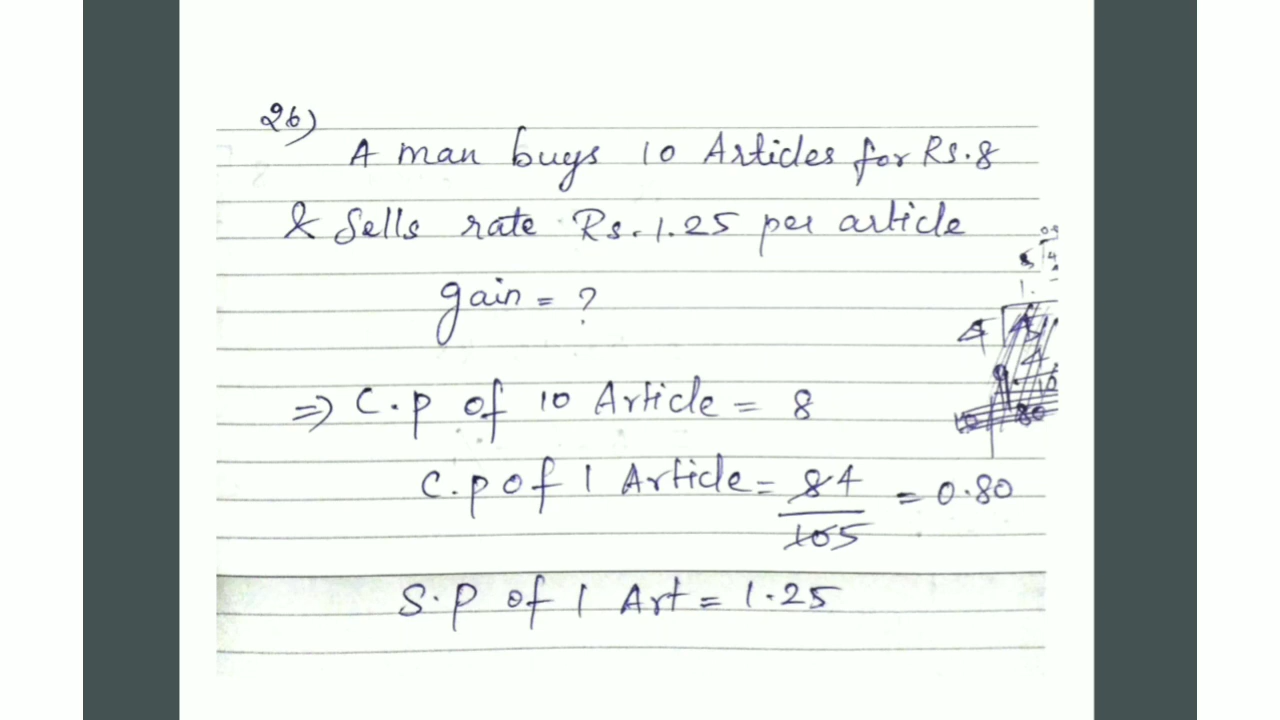 26)
A man buys 10 Articles for Rs.8
& Sells rate Rs.1.25 per article
gain = ?
=) C.p of 10 Article = 8
C.p of 1 Article = 84/105 = 0.80
S.p of 1 Art = 1.25